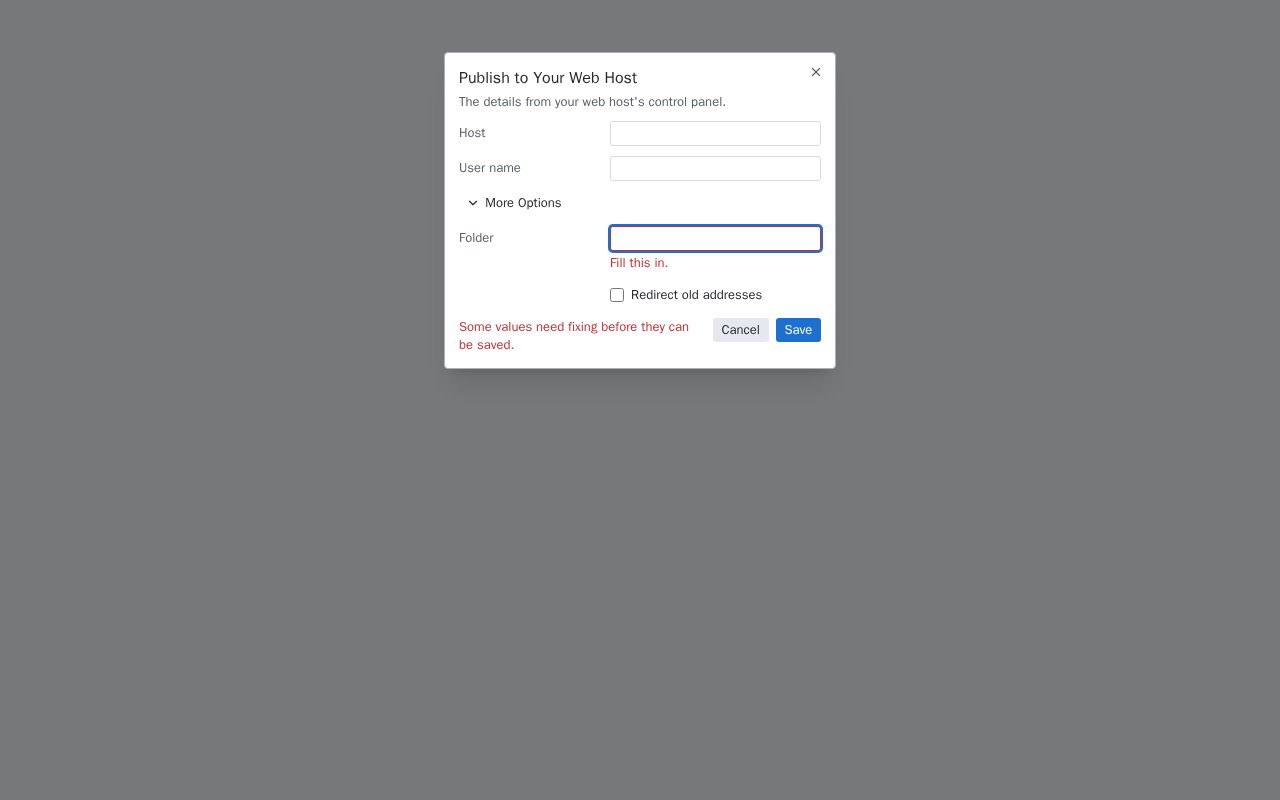 Publish to Your Web Host
The details from your web host's control panel.
Host
User name
More Options
Folder
Fill this in.
Redirect old addresses
Some values need fixing before they can
be saved.
Cancel
Save